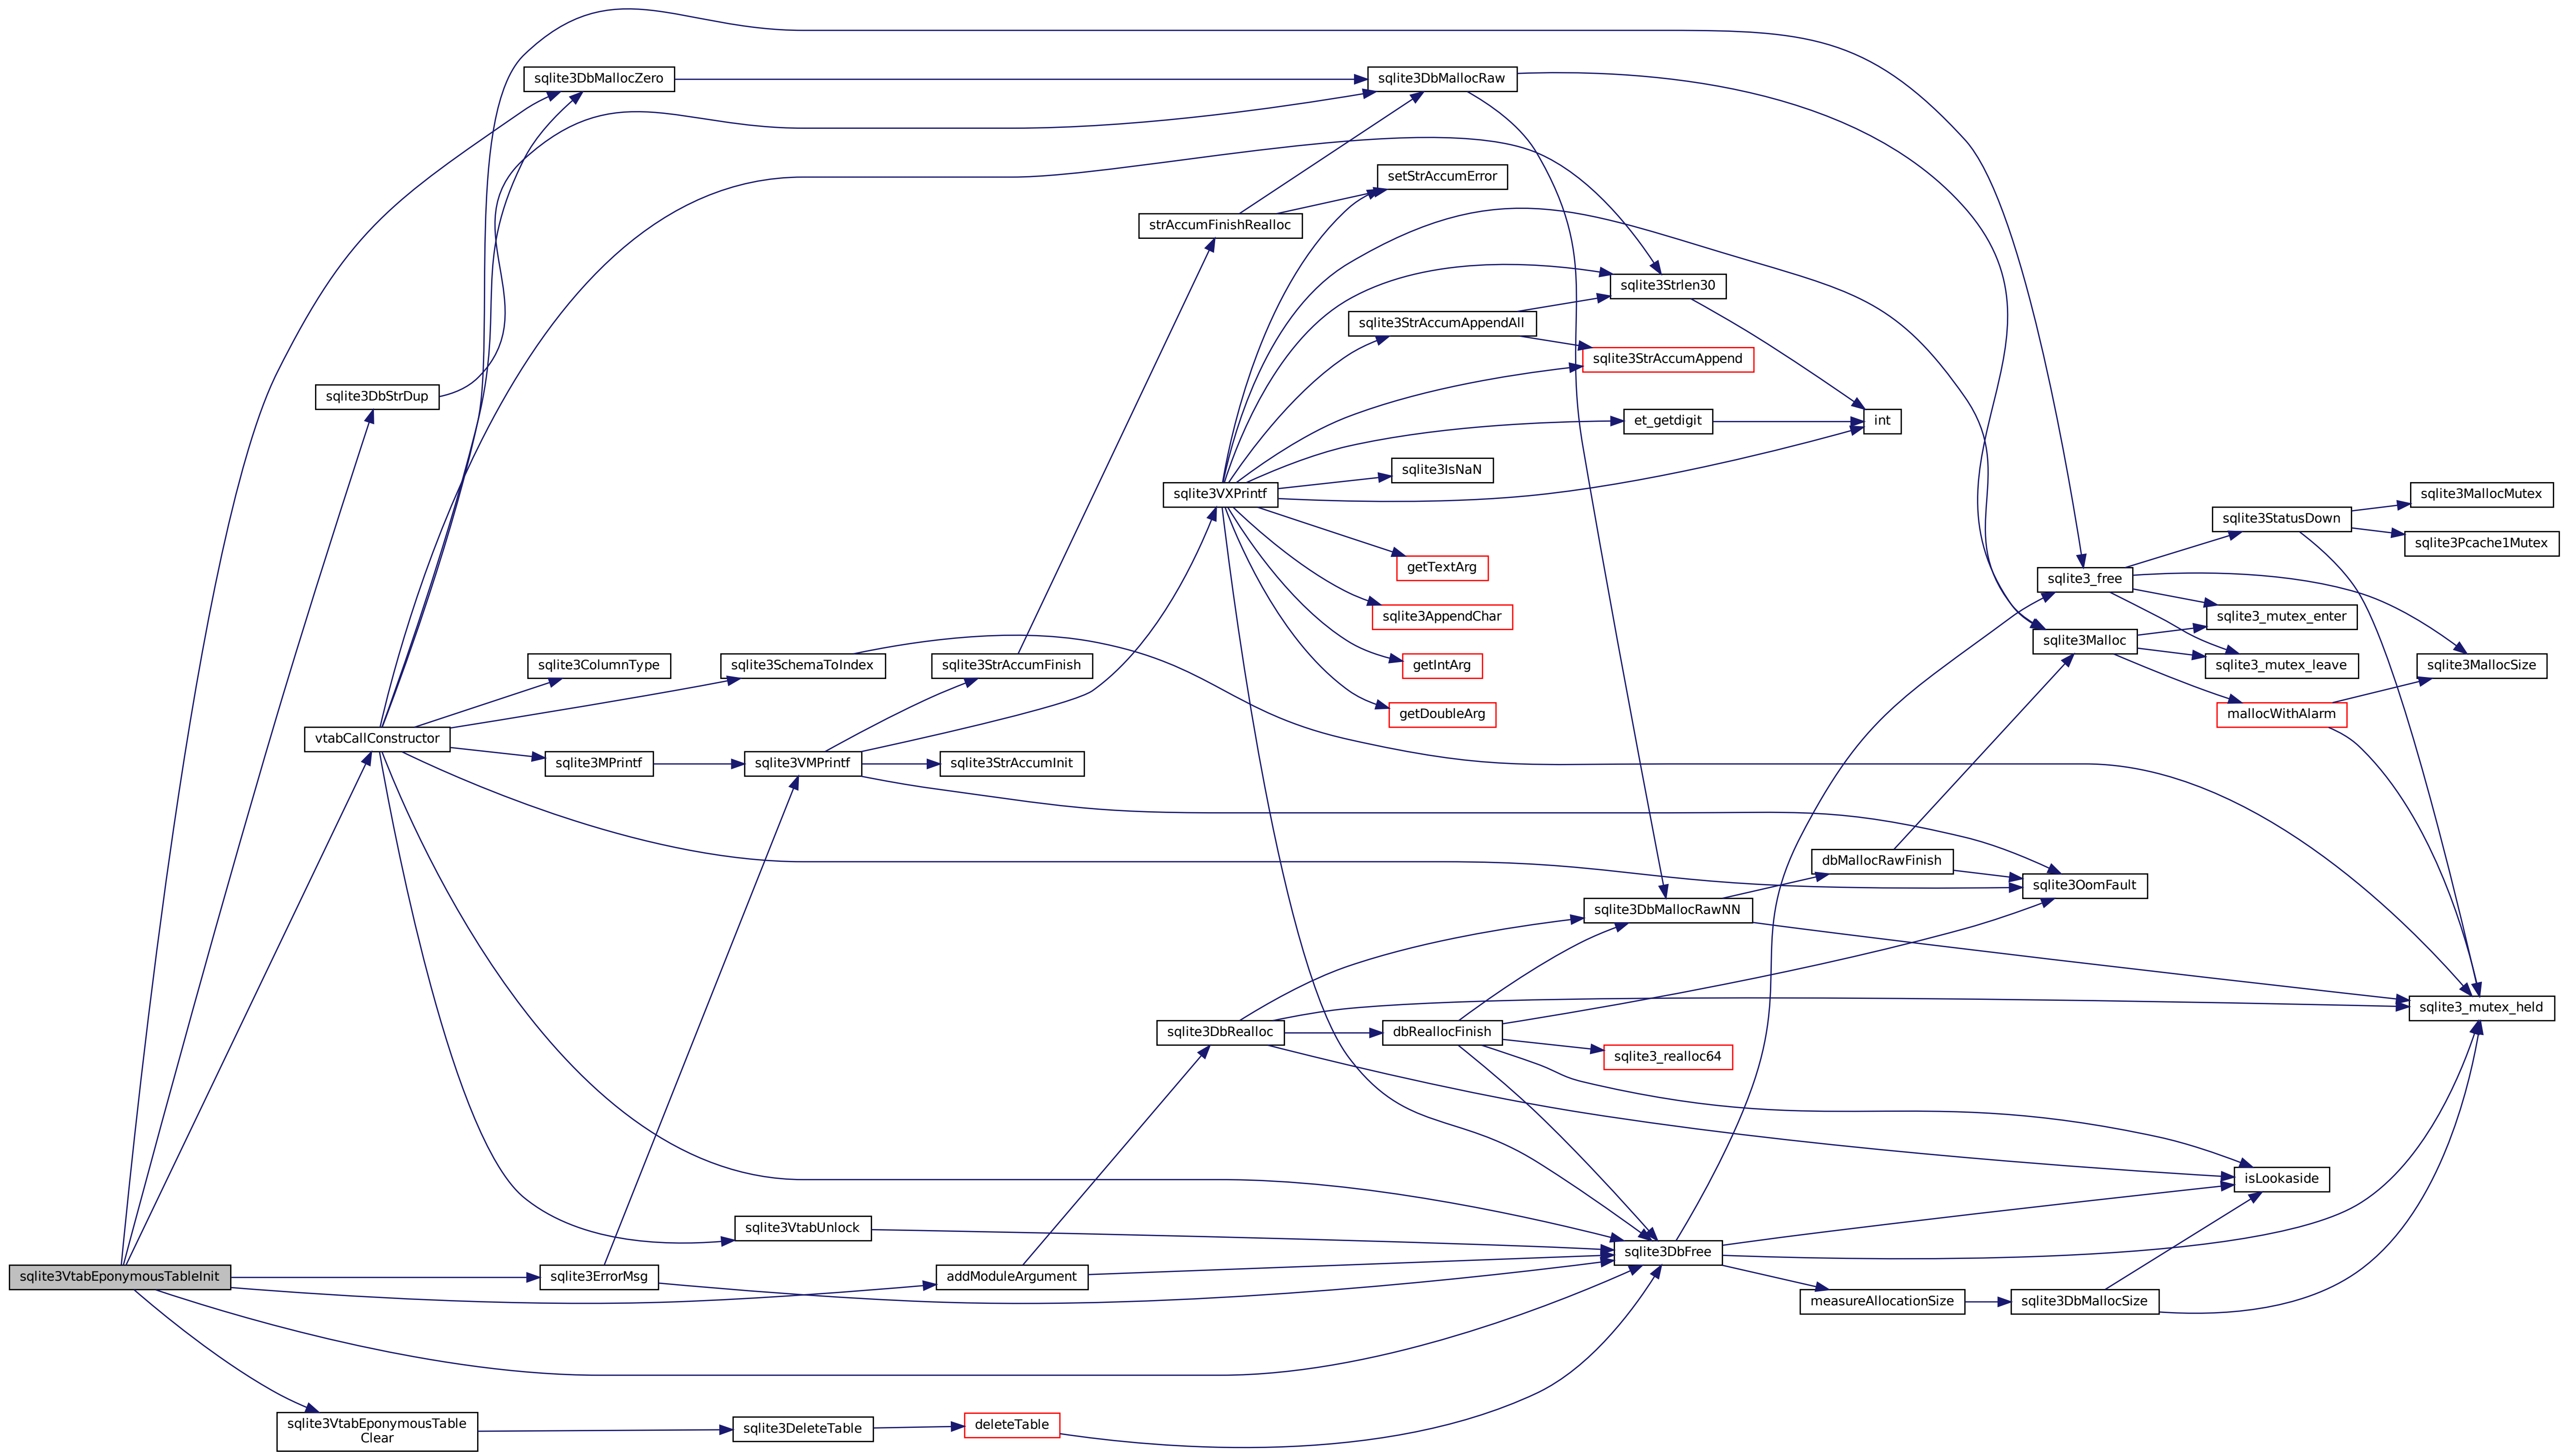 sqlite3DbMallocZero
sqlite3DbMallocRaw
setStrAccumError
strAccumFinishRealloc
sqlite3Strlen30
sqlite3StrAccumAppendAll
sqlite3StrAccumAppend
sqlite3DbStrDup
et_getdigit
int
sqlite3IsNaN
sqlite3VXPrintf
sqlite3MallocMutex
sqlite3StatusDown
sqlite3Pcache1Mutex
getTextArg
sqlite3_free
sqlite3AppendChar
sqlite3_mutex_enter
sqlite3Malloc
sqlite3ColumnType
sqlite3SchemaToIndex
sqlite3StrAccumFinish
getIntArg
sqlite3_mutex_leave
sqlite3MallocSize
getDoubleArg
mallocWithAlarm
vtabCallConstructor
sqlite3MPrintf
sqlite3VMPrintf
sqlite3StrAccumInit
dbMallocRawFinish
sqlite3OomFault
sqlite3DbMallocRawNN
sqlite3_mutex_held
sqlite3DbRealloc
dbReallocFinish
sqlite3_realloc64
isLookaside
sqlite3VtabUnlock
sqlite3DbFree
sqlite3VtabEponymousTableInit
sqlite3ErrorMsg
addModuleArgument
measureAllocationSize
sqlite3DbMallocSize
sqlite3VtabEponymousTable
Clear
sqlite3DeleteTable
deleteTable